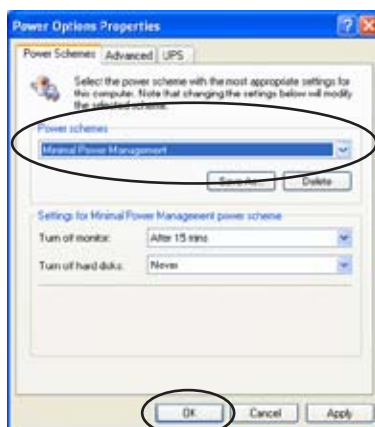 Power Options Properties
Power Schemes Advanced UPS
Select the power scheme with the most appropriate settings for
this computer. Note that changing the settings below will modify
the selected scheme.
Power schemes
Minimal Power Management
Save As... Delete
Settings for Minimal Power Management power scheme
Turn off monitor: After 15 mins
Turn off hard disks: Never
OK Cancel Apply